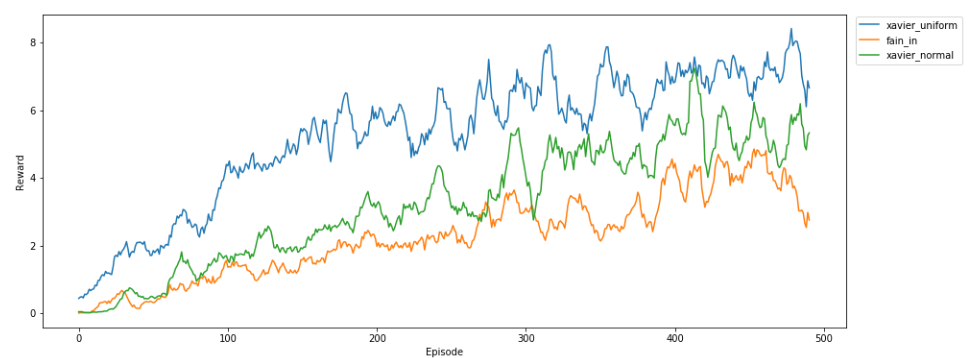 xavier_uniform
fain_in
xavier_normal
Reward
8
6
4
2
0
0 100 200 300 400 500
Episode